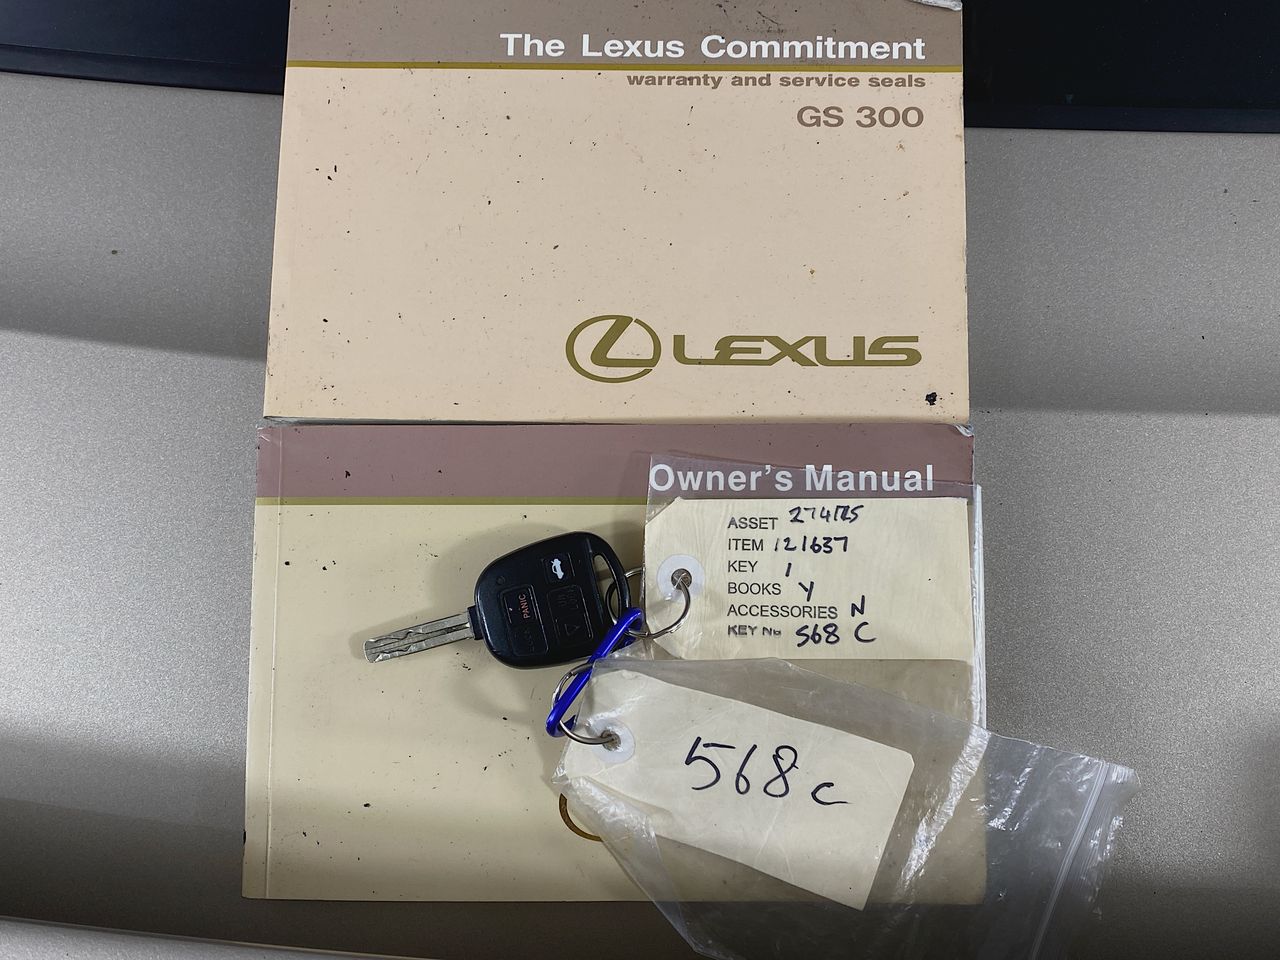 The Lexus Commitment
warranty and service seals
GS 300
LEXUS
Owner's Manual
ASSET 274125
ITEM 121637
KEY 1
BOOKS Y
ACCESSORIES N
KEY No 568 C
PANIC
568 c